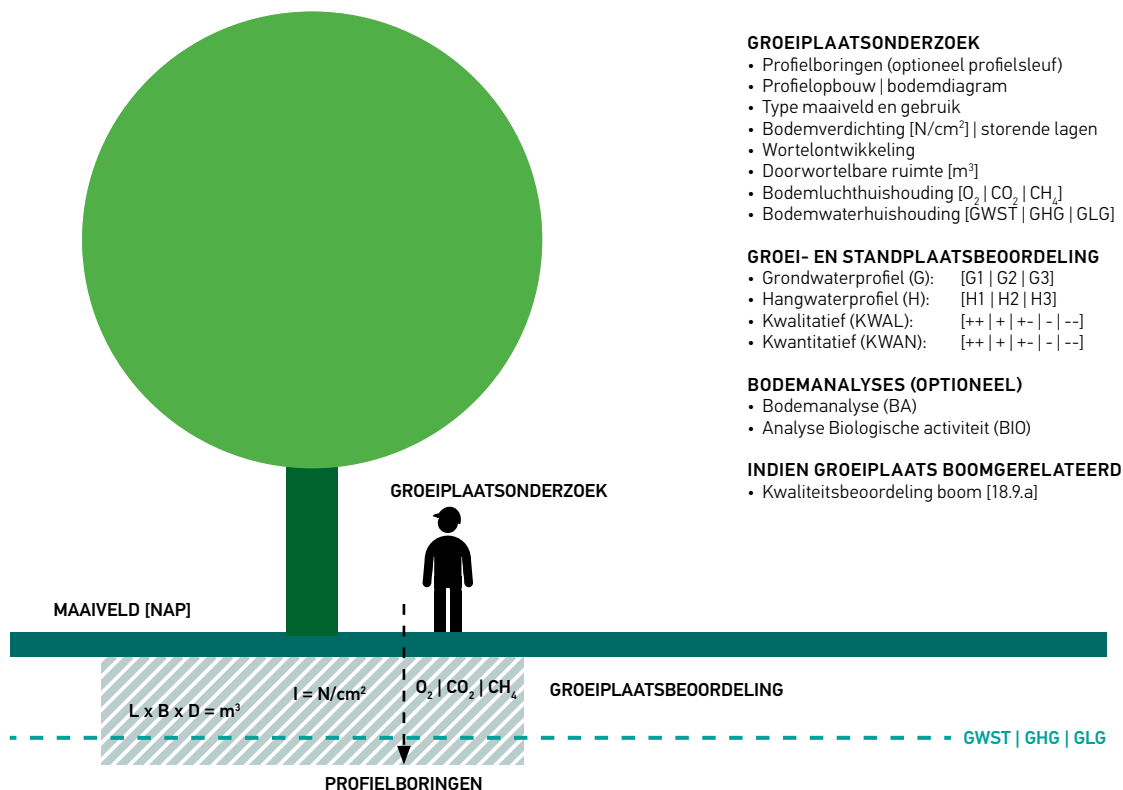 GROEIPLAATSONDERZOEK
• Profielboringen (optioneel profielsleuf)
• Profielopbouw | bodemdiagram
• Type maaiveld en gebruik
• Bodemverdichting [N/cm²] | storende lagen
• Wortelontwikkeling
• Doorwortelbare ruimte [m³]
• Bodemluchthuishouding [O₂ | CO₂ | CH₄]
• Bodemwaterhuishouding [GWST | GHG | GLG]
GROEI- EN STANDPLAATSBEOORDELING
• Grondwaterprofiel (G): [G1 | G2 | G3]
• Hangwaterprofiel (H): [H1 | H2 | H3]
• Kwalitatief (KWAL): [++ | + | +- | - | --]
• Kwantitatief (KWAN): [++ | + | +- | - | --]
BODEMANALYSES (OPTIONEEL)
• Bodemanalyse (BA)
• Analyse Biologische activiteit (BIO)
INDIEN GROEIPLAATS BOOMGERELATEERD
• Kwaliteitsbeoordeling boom [18.9.a]
GROEIPLAATSONDERZOEK
MAAIVELD [NAP]
I = N/cm²
O₂ | CO₂ | CH₄
GROEIPLAATSBEOORDELING
L x B x D = m³
GWST | GHG | GLG
PROFIELBORINGEN